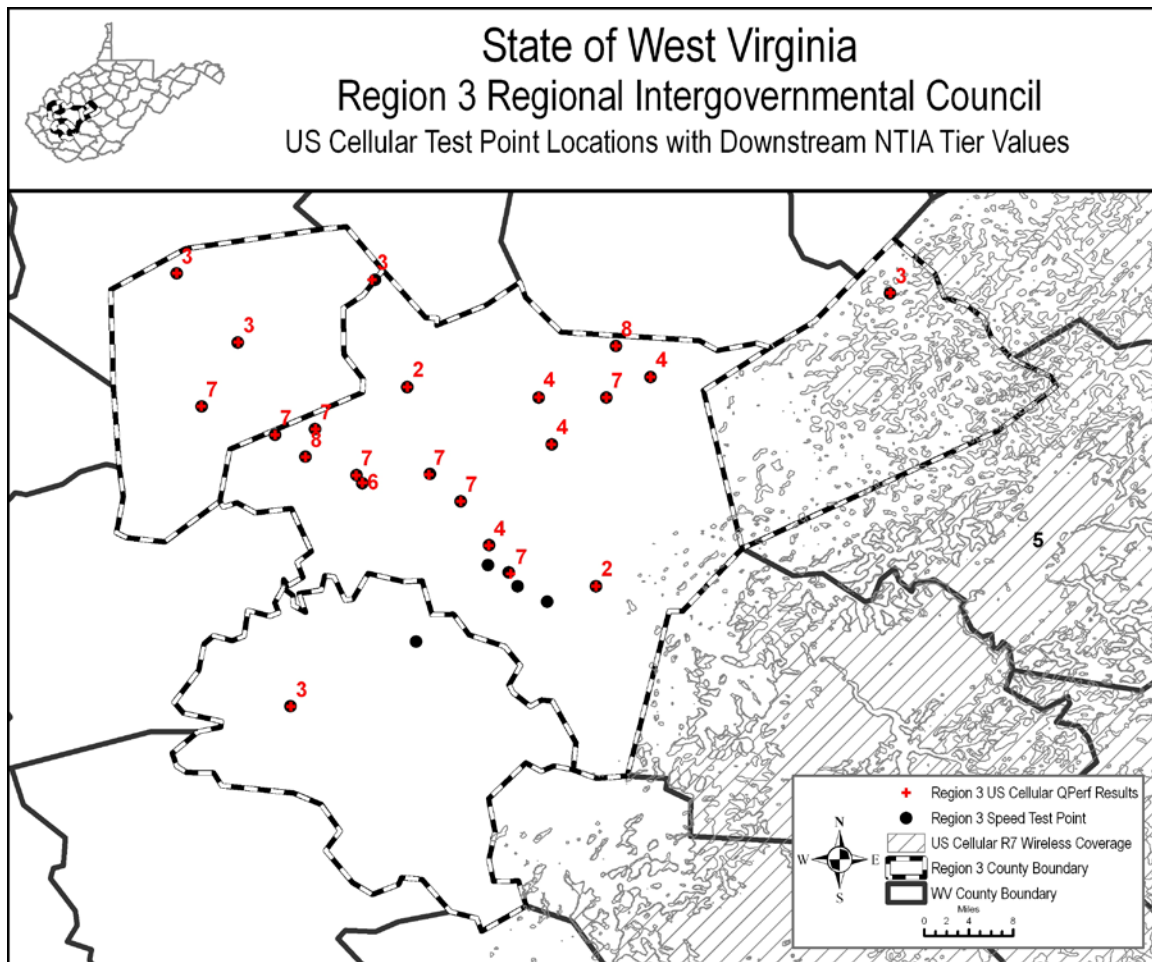 State of West Virginia
Region 3 Regional Intergovernmental Council
US Cellular Test Point Locations with Downstream NTIA Tier Values
3
3
3
3
8
2
4
7
4
7
7
7
8
4
7
6
7
7
4
7
2
5
3
Region 3 US Cellular QPerf Results
Region 3 Speed Test Point
US Cellular R7 Wireless Coverage
Region 3 County Boundary
WV County Boundary
N
W E
S
Miles
0 2 4 8